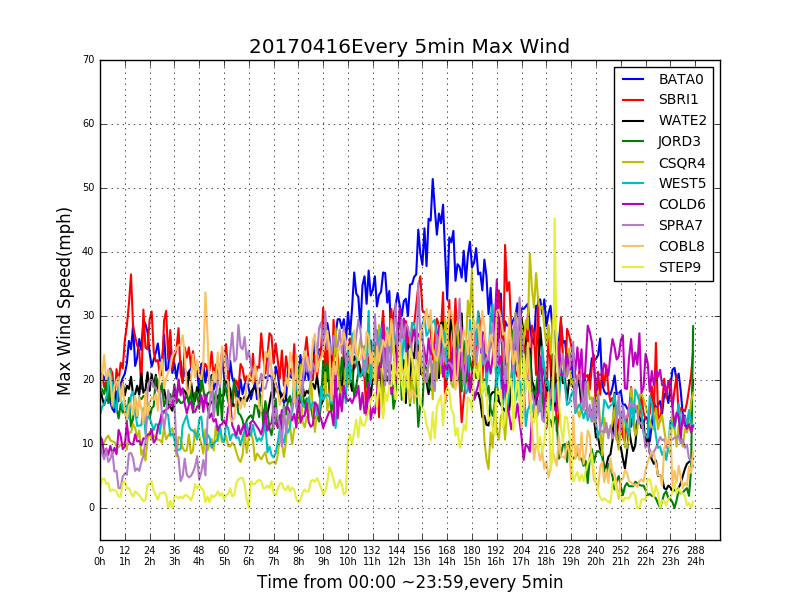 20170416Every 5min Max Wind
Max Wind Speed(mph)
70
60
50
40
30
20
10
0
BATA0
SBRI1
WATE2
JORD3
CSQR4
WEST5
COLD6
SPRA7
COBL8
STEP9
0 12 24 36 48 60 72 84 96 108 120 132 144 156 168 180 192 204 216 228 240 252 264 276 288
0h 1h 2h 3h 4h 5h 6h 7h 8h 9h 10h 11h 12h 13h 14h 15h 16h 17h 18h 19h 20h 21h 22h 23h 24h
Time from 00:00 ~23:59,every 5min